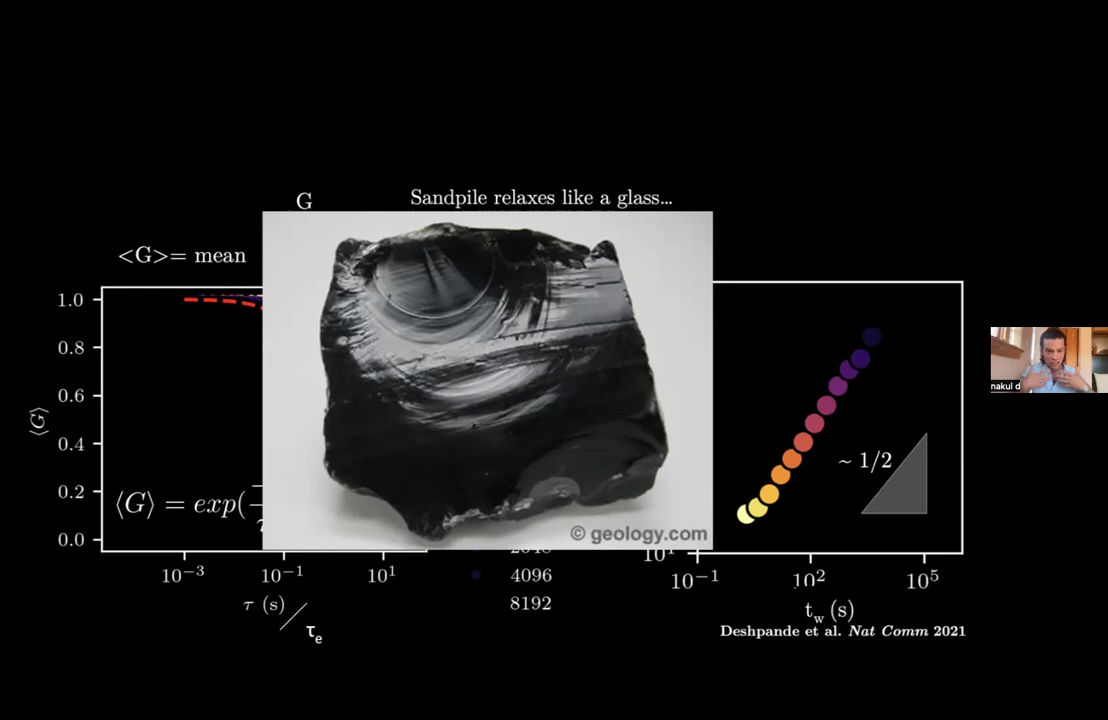 G
Sandpile relaxes like a glass...
<G>= mean
1.0
0.8
0.6
0.4
0.2
0.0
⟨G⟩
⟨G⟩ = exp(
~ 1/2
© geology.com
nakul d
4096
8192
10⁻³
10⁻¹
10¹
τ (s)
τe
10¹
10⁻¹
10²
10⁵
tw (s)
Deshpande et al. Nat Comm 2021